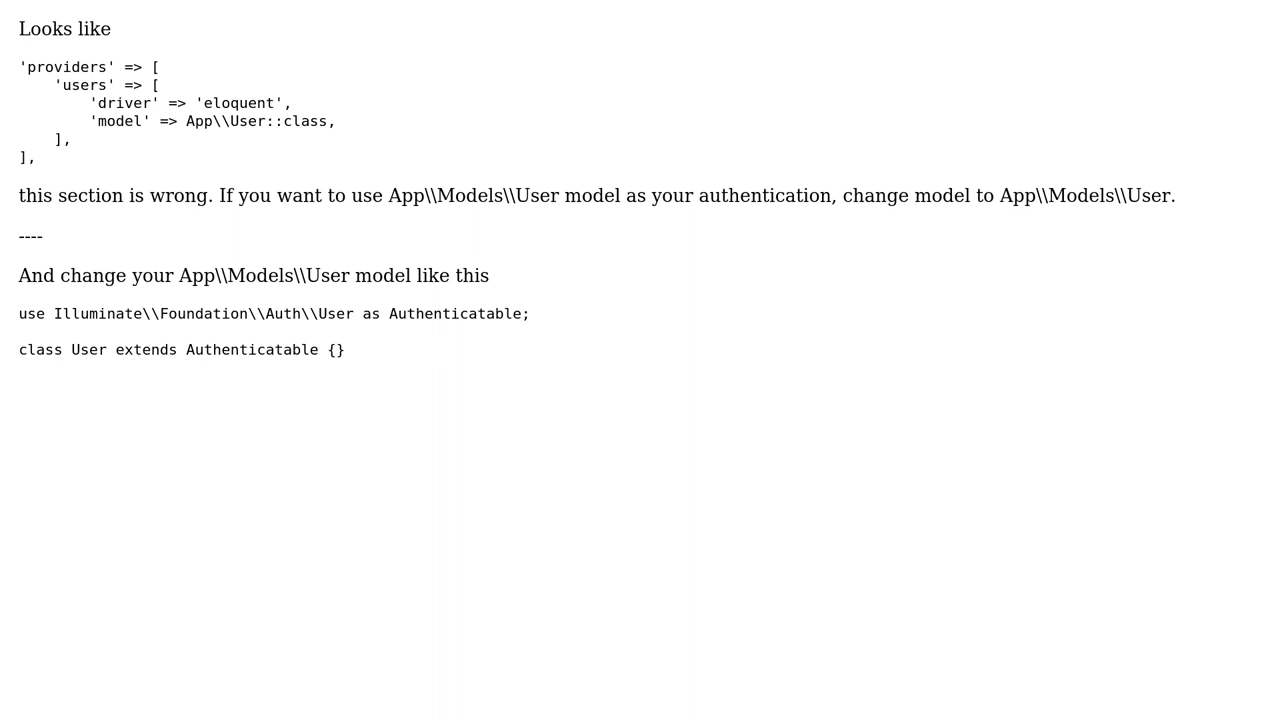 Looks like
'providers' => [
    'users' => [
        'driver' => 'eloquent',
        'model' => App\\User::class,
    ],
],
this section is wrong. If you want to use App\\Models\\User model as your authentication, change model to App\\Models\\User.
----
And change your App\\Models\\User model like this
use Illuminate\\Foundation\\Auth\\User as Authenticatable;
class User extends Authenticatable {}